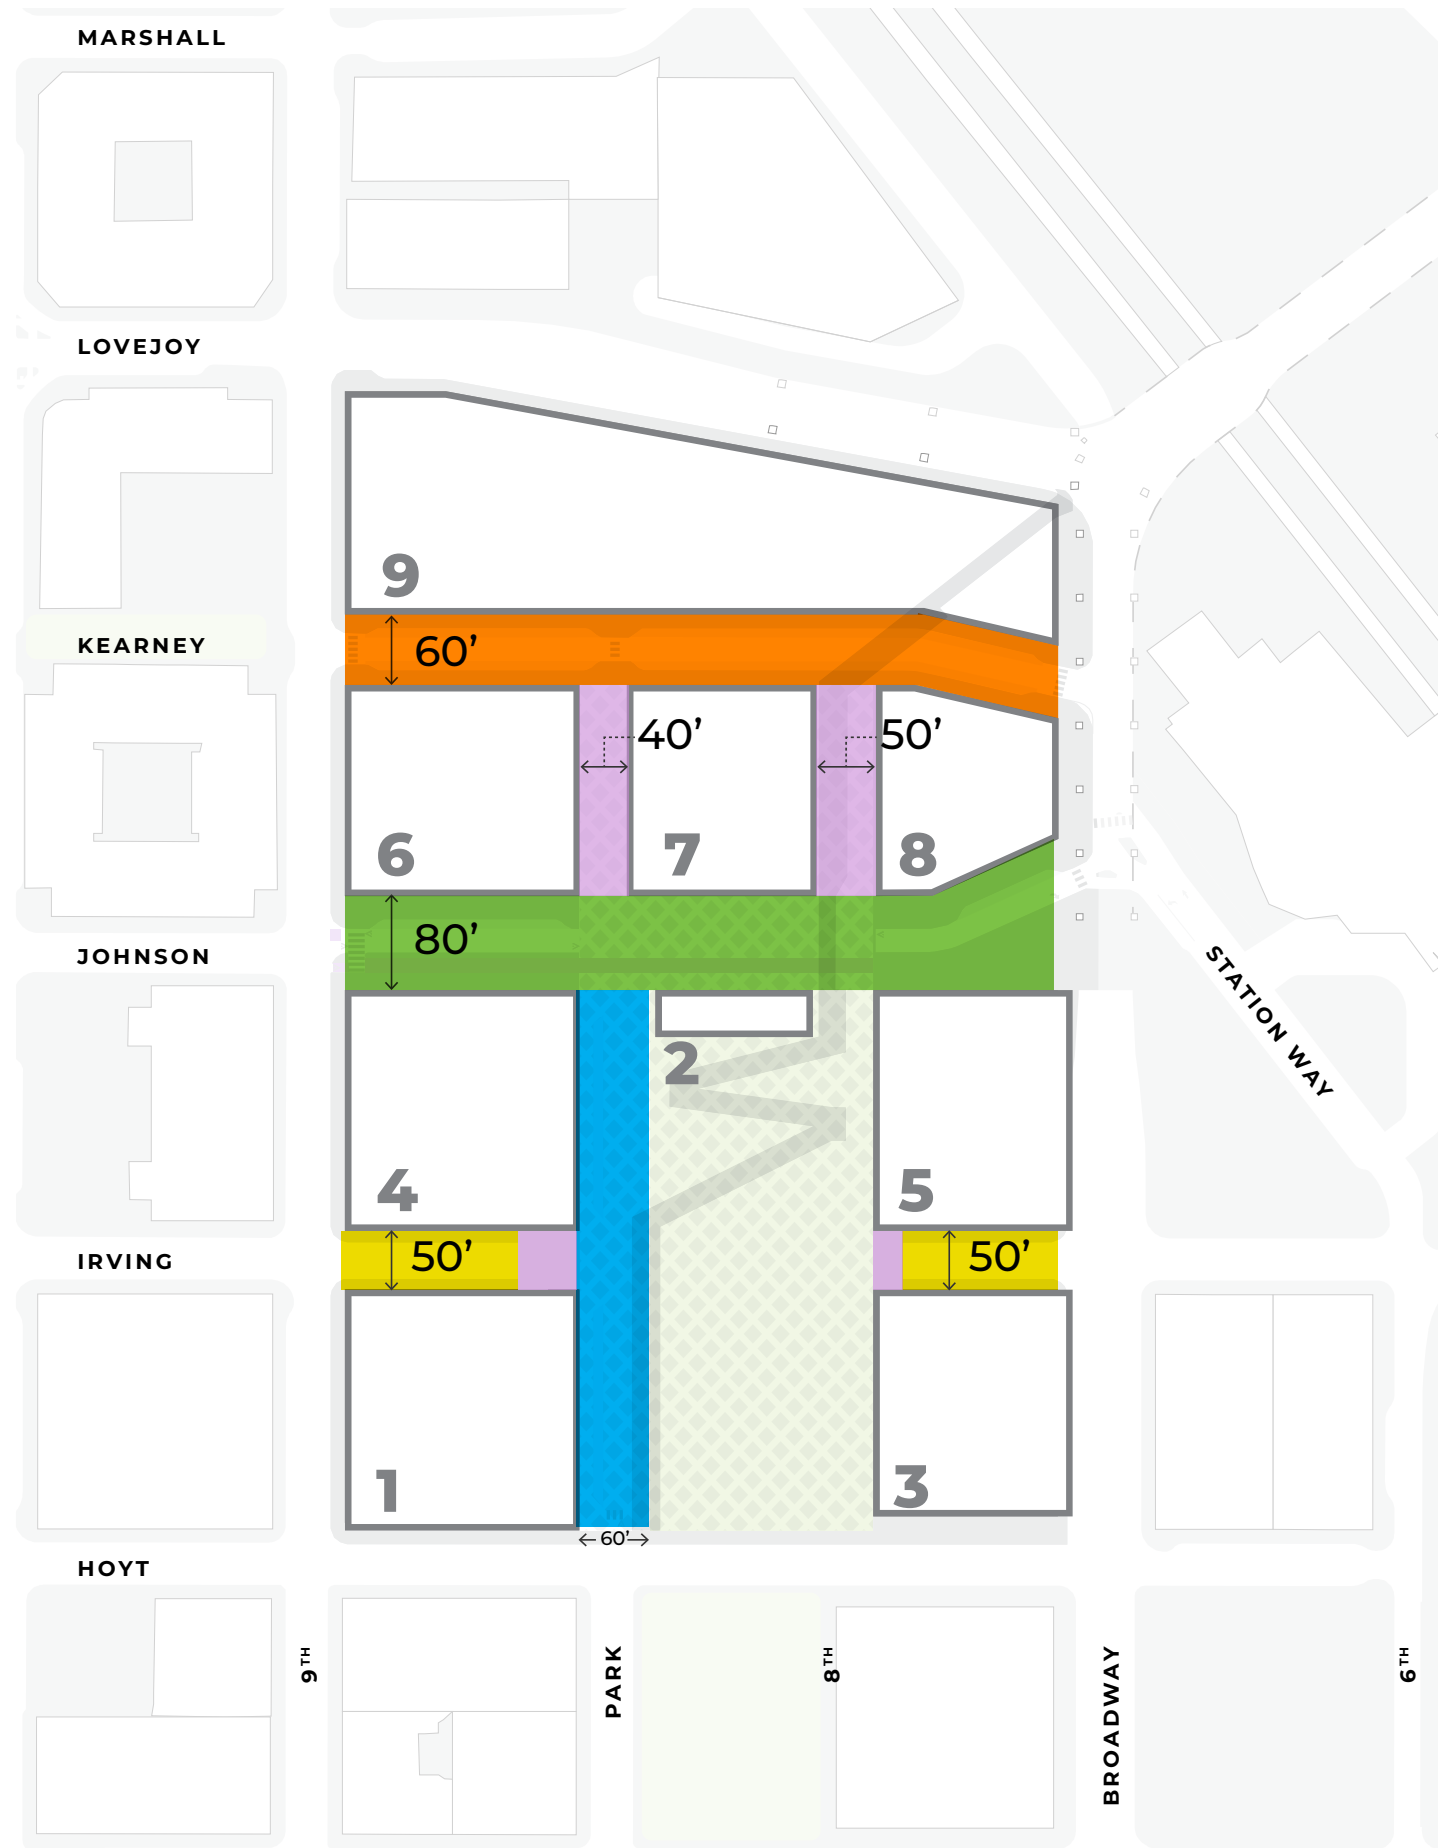 MARSHALL
LOVEJOY
9
KEARNEY
60’
40’
50’
6
7
8
80’
JOHNSON
STATION WAY
2
4
5
50’
50’
IRVING
1
3
60’
HOYT
9TH
PARK
8TH
BROADWAY
6TH